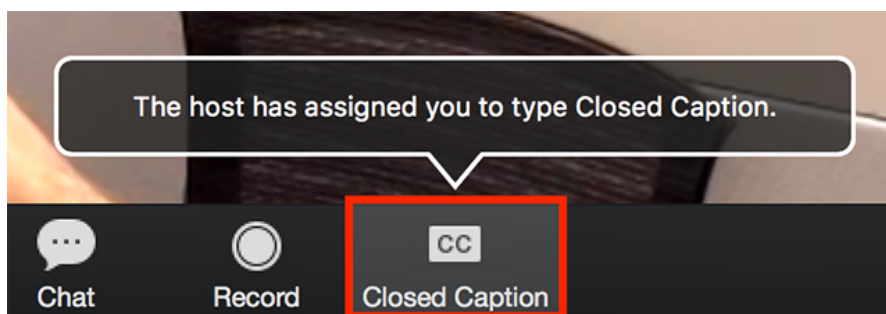 The host has assigned you to type Closed Caption.
CC
Chat Record Closed Caption